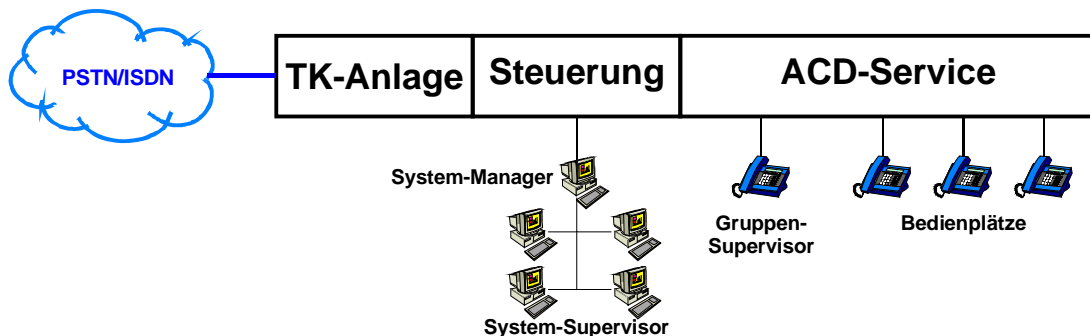 PSTN/ISDN
TK-Anlage
Steuerung
ACD-Service
System-Manager
Gruppen-
Supervisor
Bedienplätze
System-Supervisor